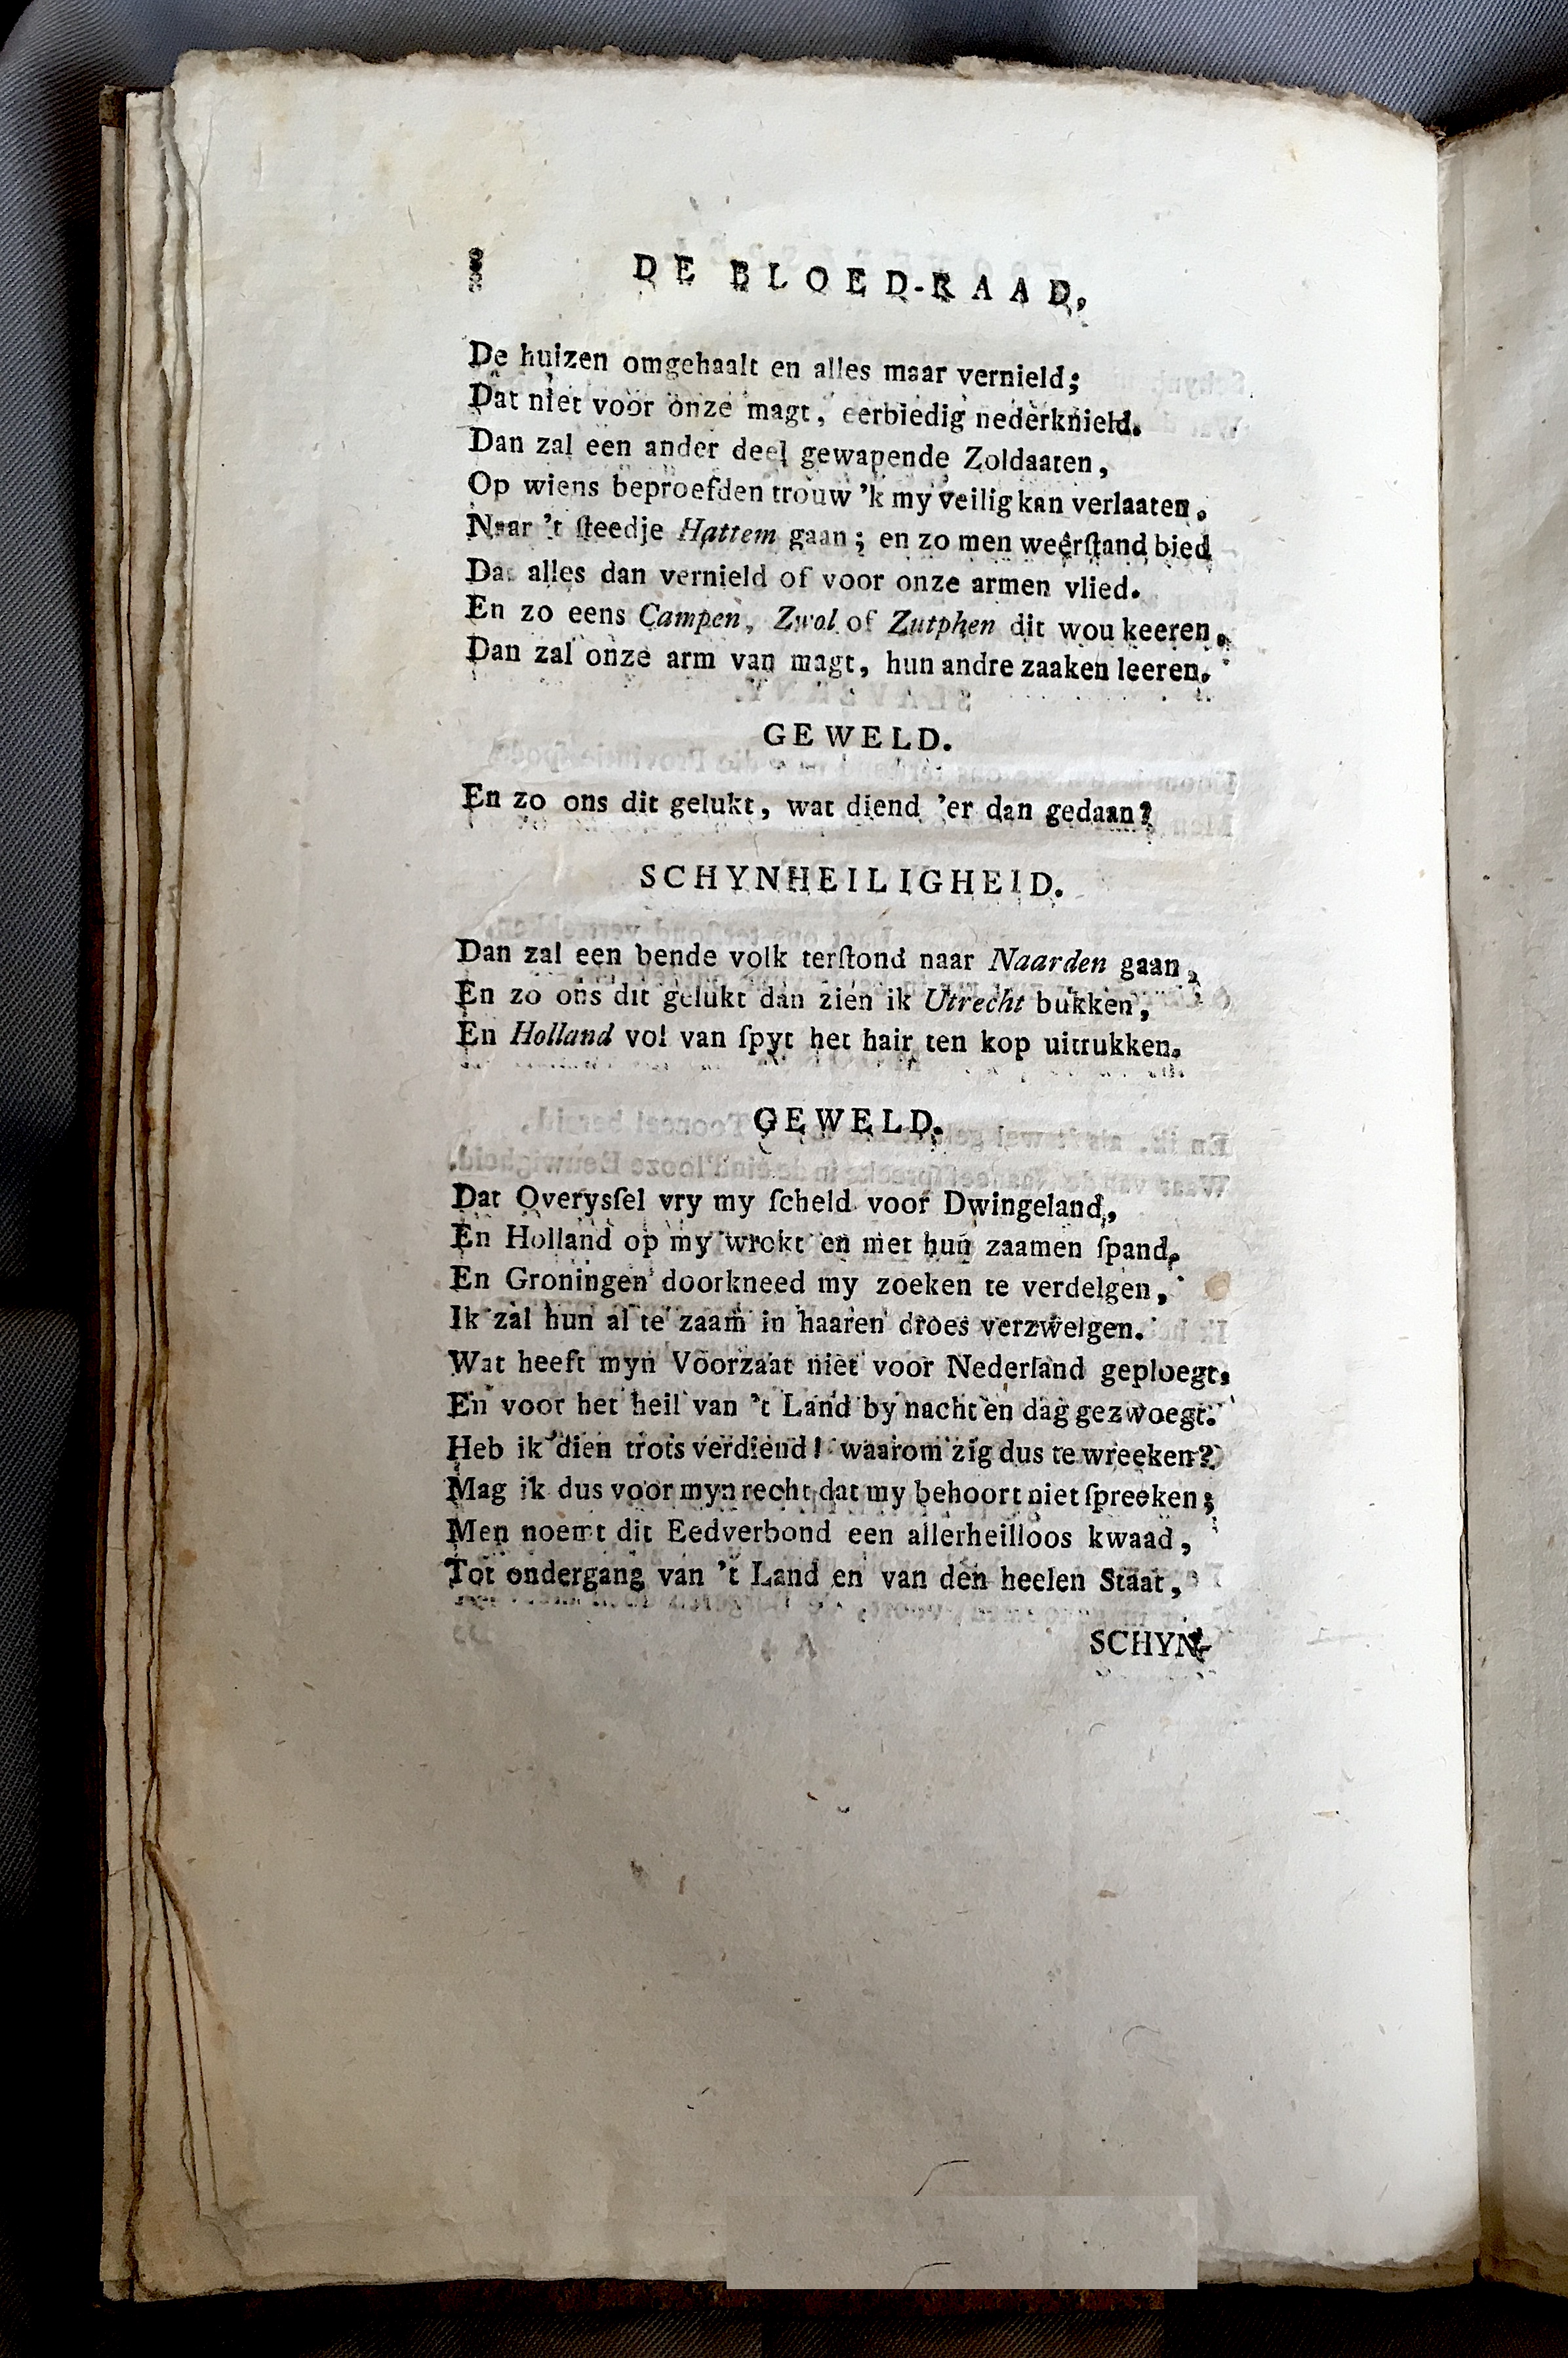 8 DE BLOED-RAAD,
De huizen omgehaalt en alles maar vernield;
Dat niet voor onze magt, eerbiedig nederknield.
Dan zal een ander deel gewapende Zoldaaten,
Op wiens beproefden trouw 'k my veilig kan verlaaten,
Naar 't ſteedje Hattem gaan; en zo men weêrſtand bied
Dat alles dan vernield of voor onze armen vlied.
En zo eens Campen, Zwol of Zutphen dit wou keeren,
Dan zal onze arm van magt, hun andre zaaken leeren.
GEWELD.
En zo ons dit gelukt, wat diend 'er dan gedaan?
SCHYNHEILIGHEID.
Dan zal een bende volk terſtond naar Naarden gaan,
En zo ons dit gelukt dan zien ik Utrecht bukken,
En Holland vol van ſpyt het hair ten kop uitrukken.
GEWELD.
Dat Overysſel vry my ſcheld voor Dwingeland,
En Holland op my wrokt en met hun zaamen ſpand,
En Groningen doorkneed my zoeken te verdelgen,
Ik zal hun al te zaam in haaren droes verzwelgen.
Wat heeft myn Voorzaat niet voor Nederland geploegt,
En voor het heil van 't Land by nacht en dag gezwoegt.
Heb ik dien trots verdiend! waarom zig dus te wreeken?
Mag ik dus voor myn recht dat my behoort niet ſpreeken;
Men noemt dit Eedverbond een allerheilloos kwaad,
Tot ondergang van 't Land en van den heelen Staat,
SCHYN-